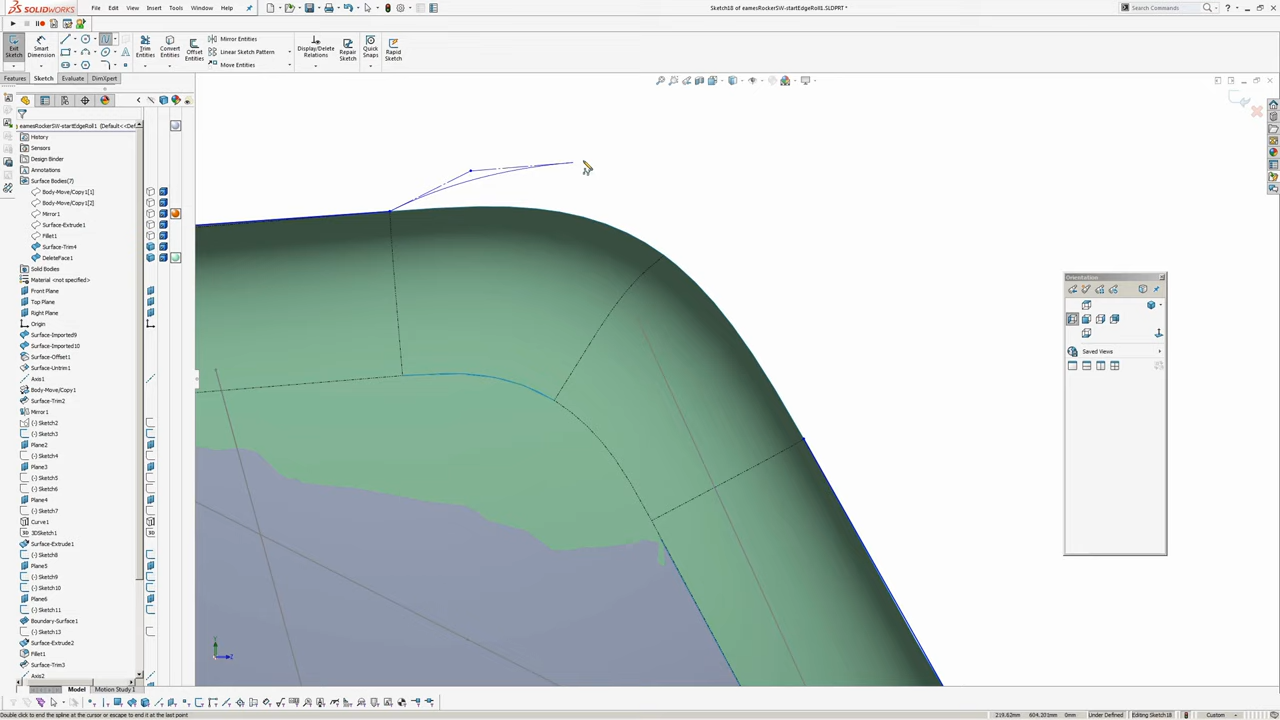 SOLIDWORKS File Edit View Insert Tools Window Help
Sketch18 of eamesRockerSW-startEdgeRoll1.SLDPRT *
Search Commands
Exit Sketch
Smart Dimension
Trim Entities
Convert Entities
Offset Entities
Mirror Entities
Linear Sketch Pattern
Move Entities
Display/Delete Relations
Repair Sketch
Quick Snaps
Rapid Sketch
Features Sketch Evaluate DimXpert
eamesRockerSW-startEdgeRoll1 (Default<<Def
History
Sensors
Design Binder
Annotations
Surface Bodies(7)
Body-Move/Copy1[1]
Body-Move/Copy1[2]
Mirror1
Surface-Extrude1
Fillet1
Surface-Trim4
DeleteFace1
Solid Bodies
Material <not specified>
Front Plane
Top Plane
Right Plane
Origin
Surface-Imported9
Surface-Imported10
Surface-Offset1
Surface-Untrim1
Axis1
Body-Move/Copy1
Surface-Trim2
Mirror1
(-) Sketch2
(-) Sketch3
Plane2
(-) Sketch4
Plane3
(-) Sketch5
(-) Sketch6
Plane4
(-) Sketch7
Curve1
3DSketch1
Surface-Extrude1
(-) Sketch8
Plane5
(-) Sketch9
(-) Sketch10
Plane6
(-) Sketch11
Boundary-Surface1
(-) Sketch13
Surface-Extrude2
Fillet1
Surface-Trim3
Axis2
Orientation
Saved Views
Y
Z
Model Motion Study 1
Double click to end the spline at the cursor or escape to end it at the last point
219.62mm 604.201mm 0mm Under Defined Editing Sketch18 Custom